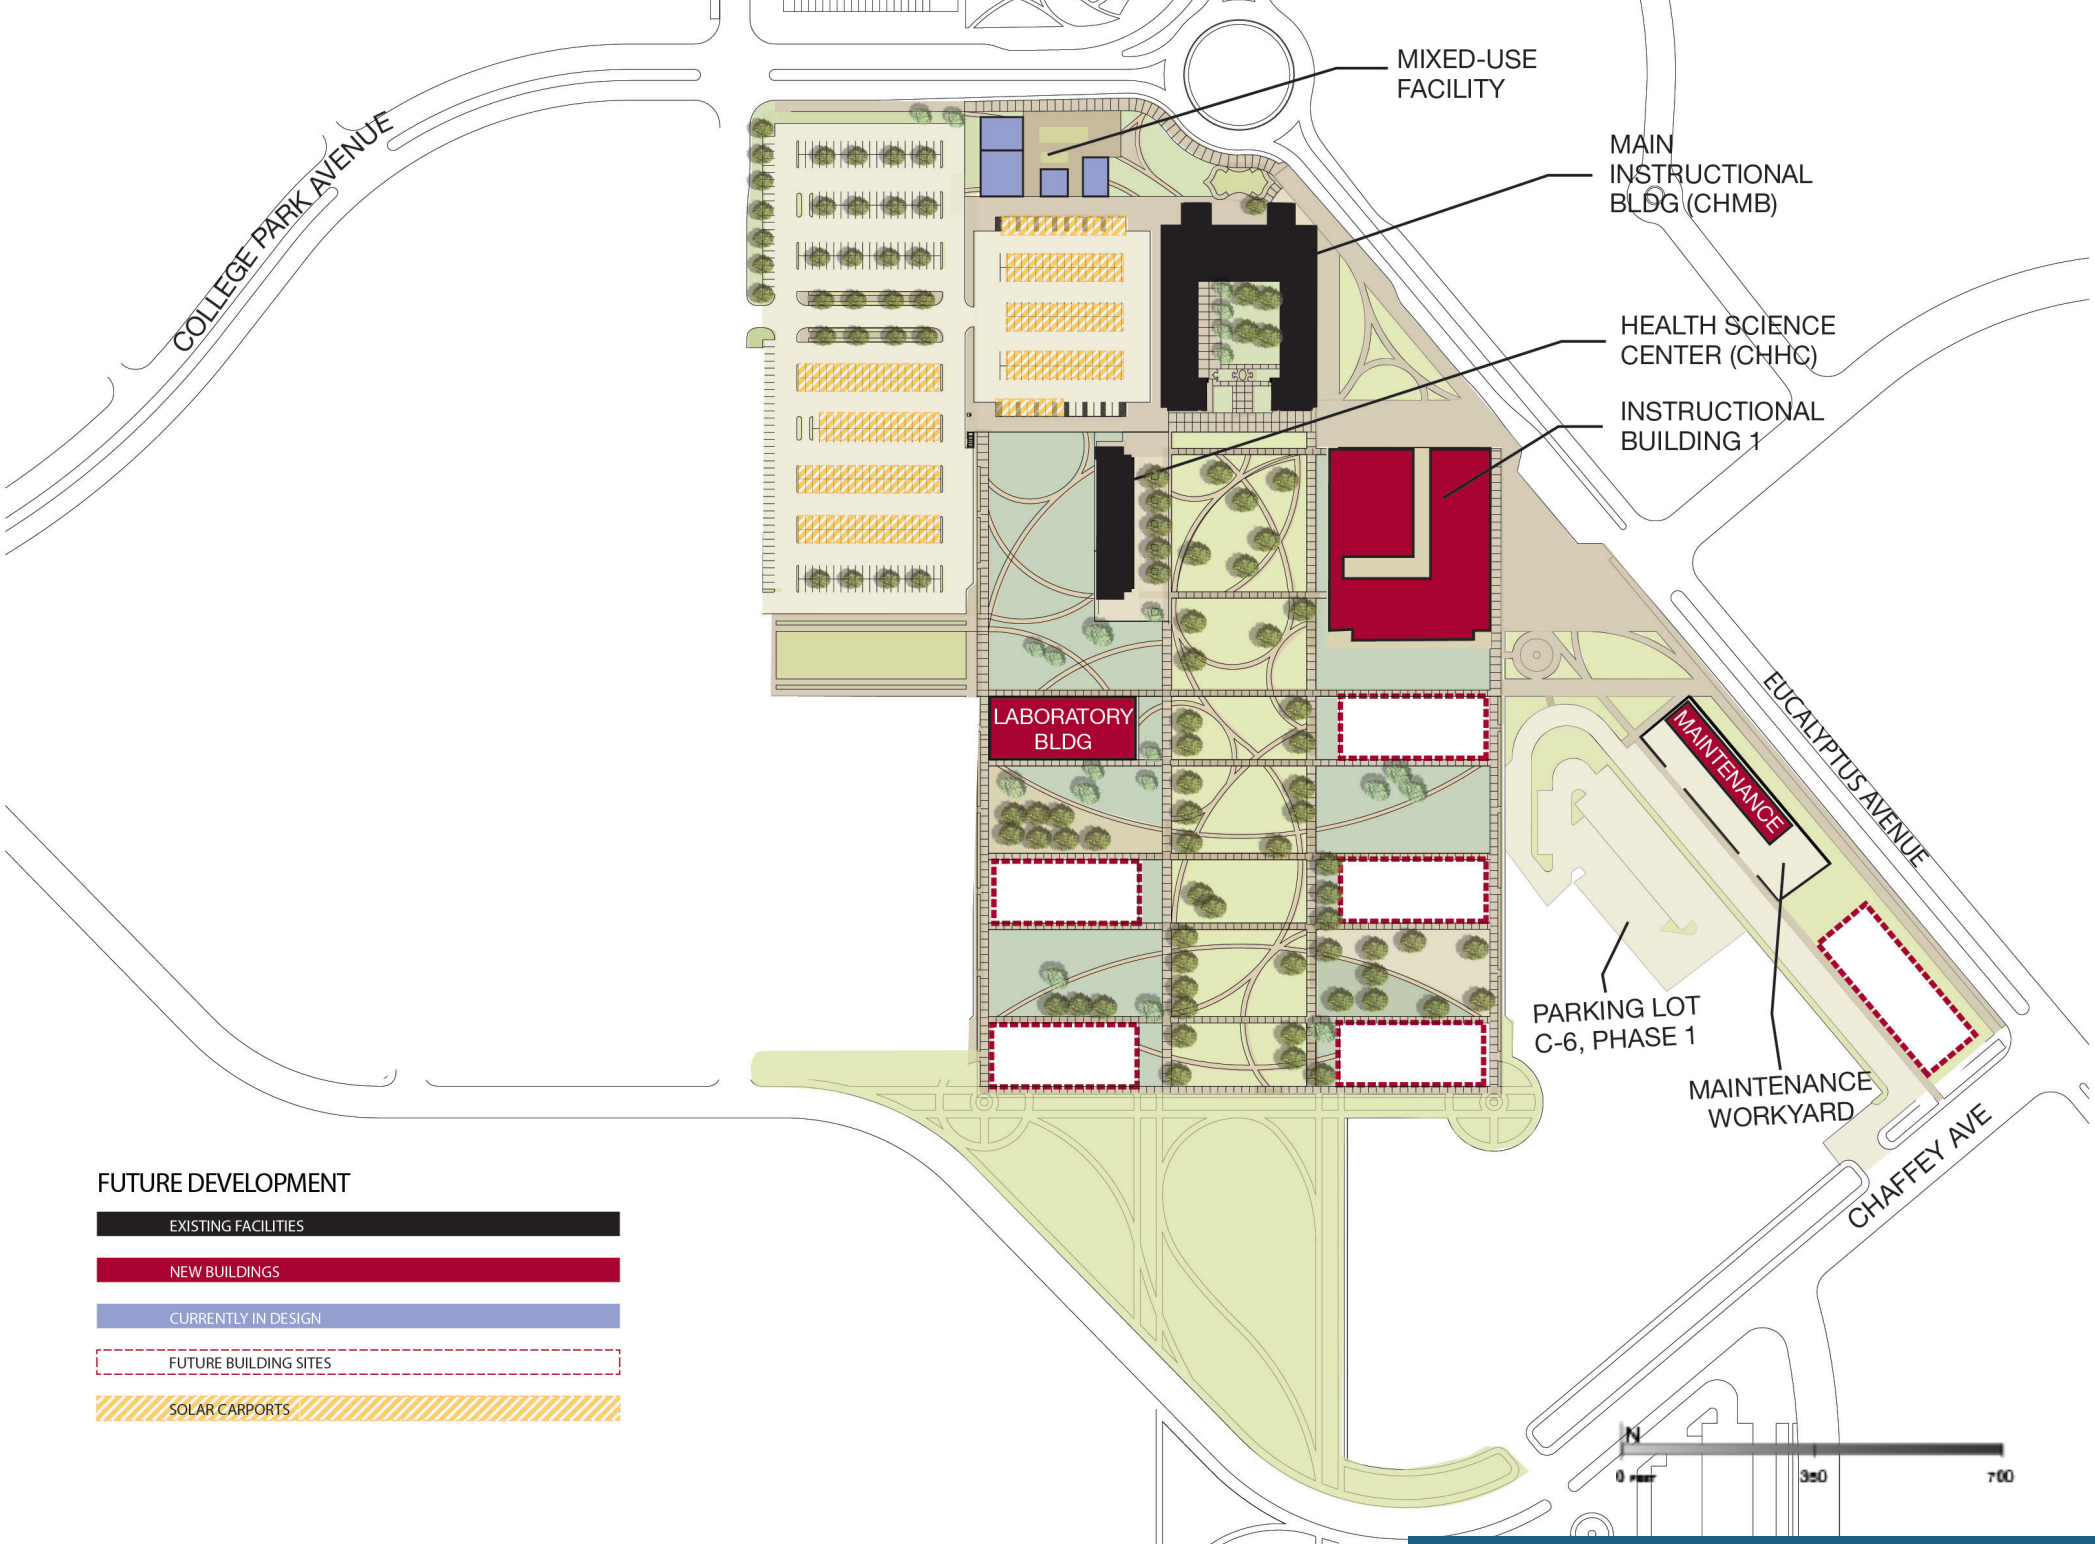 MIXED-USE
FACILITY
MAIN
INSTRUCTIONAL
BLDG (CHMB)
COLLEGE PARK AVENUE
HEALTH SCIENCE
CENTER (CHHC)
INSTRUCTIONAL
BUILDING 1
EUCALYPTUS AVENUE
LABORATORY
BLDG
MAINTENANCE
PARKING LOT
C-6, PHASE 1
MAINTENANCE
WORKYARD
CHAFFEY AVE
FUTURE DEVELOPMENT
EXISTING FACILITIES
NEW BUILDINGS
CURRENTLY IN DESIGN
FUTURE BUILDING SITES
SOLAR CARPORTS
N
0 FEET 350 700